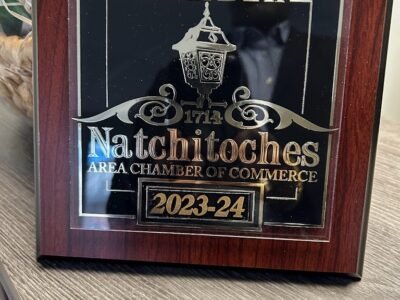 1714
Natchitoches
AREA CHAMBER OF COMMERCE
2023-24